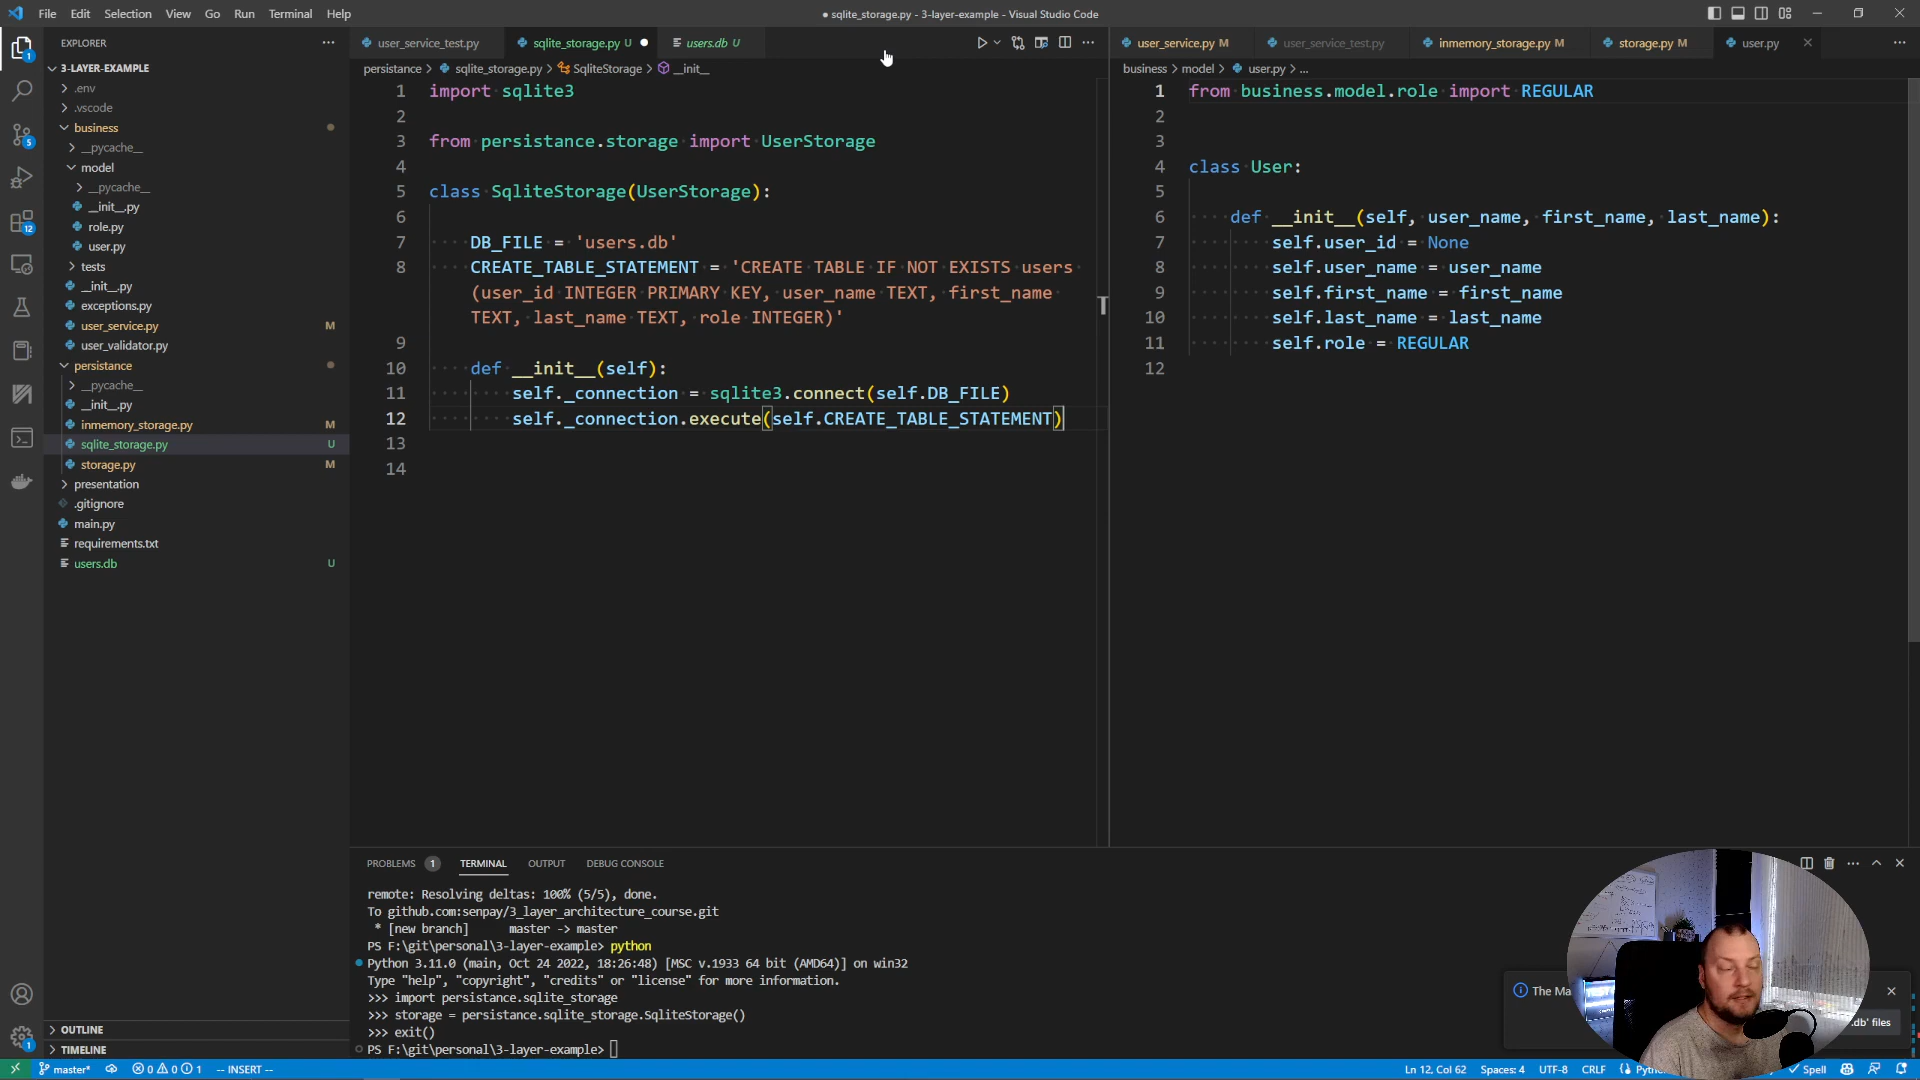 File Edit Selection View Go Run Terminal Help
● sqlite_storage.py - 3-layer-example - Visual Studio Code
EXPLORER
3-LAYER-EXAMPLE
.env
.vscode
business
__pycache__
model
__pycache__
__init__.py
role.py
user.py
tests
__init__.py
exceptions.py
user_service.py M
user_validator.py
persistance
__pycache__
__init__.py
inmemory_storage.py M
sqlite_storage.py U
storage.py M
presentation
.gitignore
main.py
requirements.txt
users.db U
OUTLINE
TIMELINE
user_service_test.py sqlite_storage.py U users.db U
persistance > sqlite_storage.py > SqliteStorage > __init__
1 import sqlite3
2
3 from persistance.storage import UserStorage
4
5 class SqliteStorage(UserStorage):
6
7 DB_FILE = 'users.db'
8 CREATE_TABLE_STATEMENT = 'CREATE TABLE IF NOT EXISTS users
(user_id INTEGER PRIMARY KEY, user_name TEXT, first_name
TEXT, last_name TEXT, role INTEGER)'
9
10 def __init__(self):
11 self._connection = sqlite3.connect(self.DB_FILE)
12 self._connection.execute(self.CREATE_TABLE_STATEMENT)
13
14
user_service.py M user_service_test.py inmemory_storage.py M storage.py M user.py
business > model > user.py > ...
1 from business.model.role import REGULAR
2
3
4 class User:
5
6 def __init__(self, user_name, first_name, last_name):
7 self.user_id = None
8 self.user_name = user_name
9 self.first_name = first_name
10 self.last_name = last_name
11 self.role = REGULAR
12
PROBLEMS 1 TERMINAL OUTPUT DEBUG CONSOLE
remote: Resolving deltas: 100% (5/5), done.
To github.com:senpay/3_layer_architecture_course.git
* [new branch] master -> master
PS F:\git\personal\3-layer-example> python
Python 3.11.0 (main, Oct 24 2022, 18:26:48) [MSC v.1933 64 bit (AMD64)] on win32
Type "help", "copyright", "credits" or "license" for more information.
>>> import persistance.sqlite_storage
>>> storage = persistance.sqlite_storage.SqliteStorage()
>>> exit()
PS F:\git\personal\3-layer-example>
The
.db' files
master* 0 0 1 -- INSERT --
Ln 12, Col 62 Spaces: 4 UTF-8 CRLF Spell